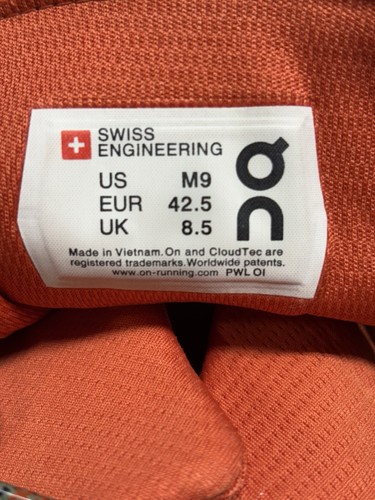 SWISS
ENGINEERING
US M9
EUR 42.5
UK 8.5
On
Made in Vietnam. On and CloudTec are
registered trademarks. Worldwide patents.
www.on-running.com PWL OI